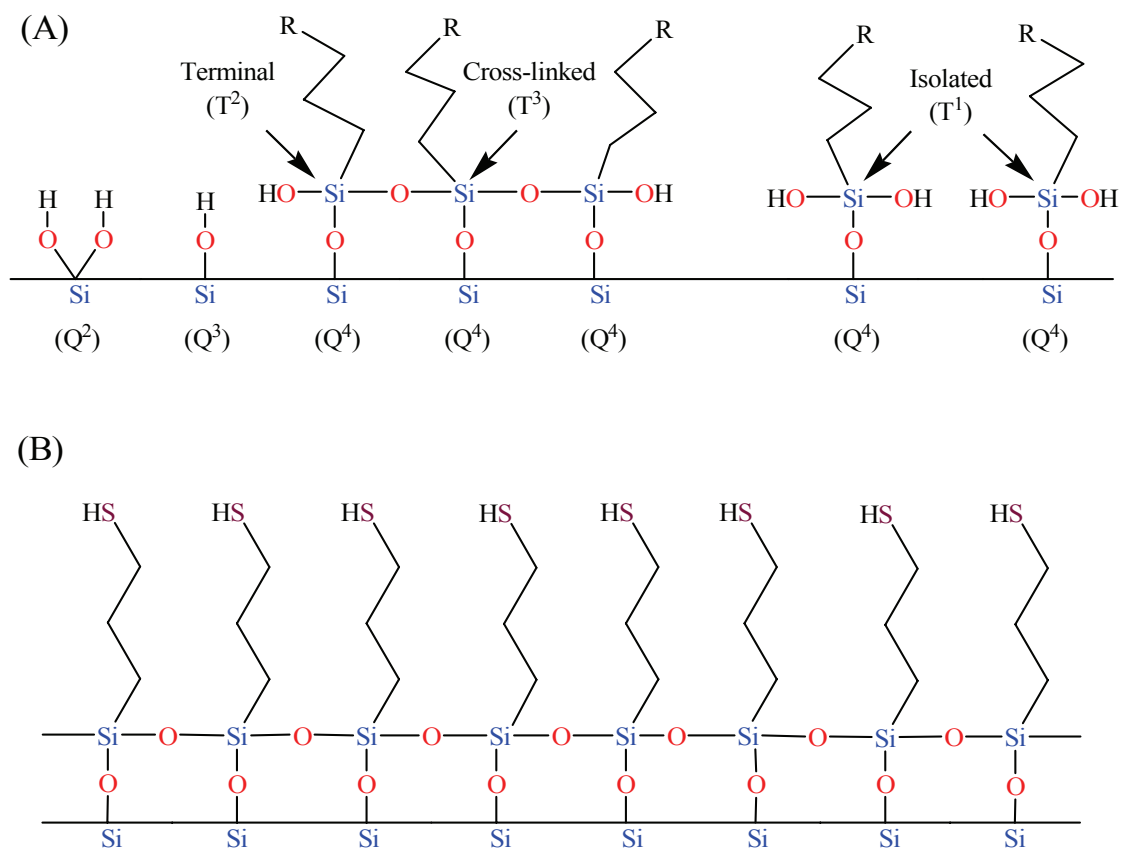 (A)
R R R R R
Terminal Cross-linked Isolated
(T²) (T³) (T¹)
H H H
HO Si O Si O Si OH HO Si OH HO Si OH
O O O O O O O O
Si Si Si Si Si Si Si
(Q²) (Q³) (Q⁴) (Q⁴) (Q⁴) (Q⁴) (Q⁴)
(B)
HS HS HS HS HS HS HS HS
Si O Si O Si O Si O Si O Si O Si O Si
O O O O O O O O
Si Si Si Si Si Si Si Si